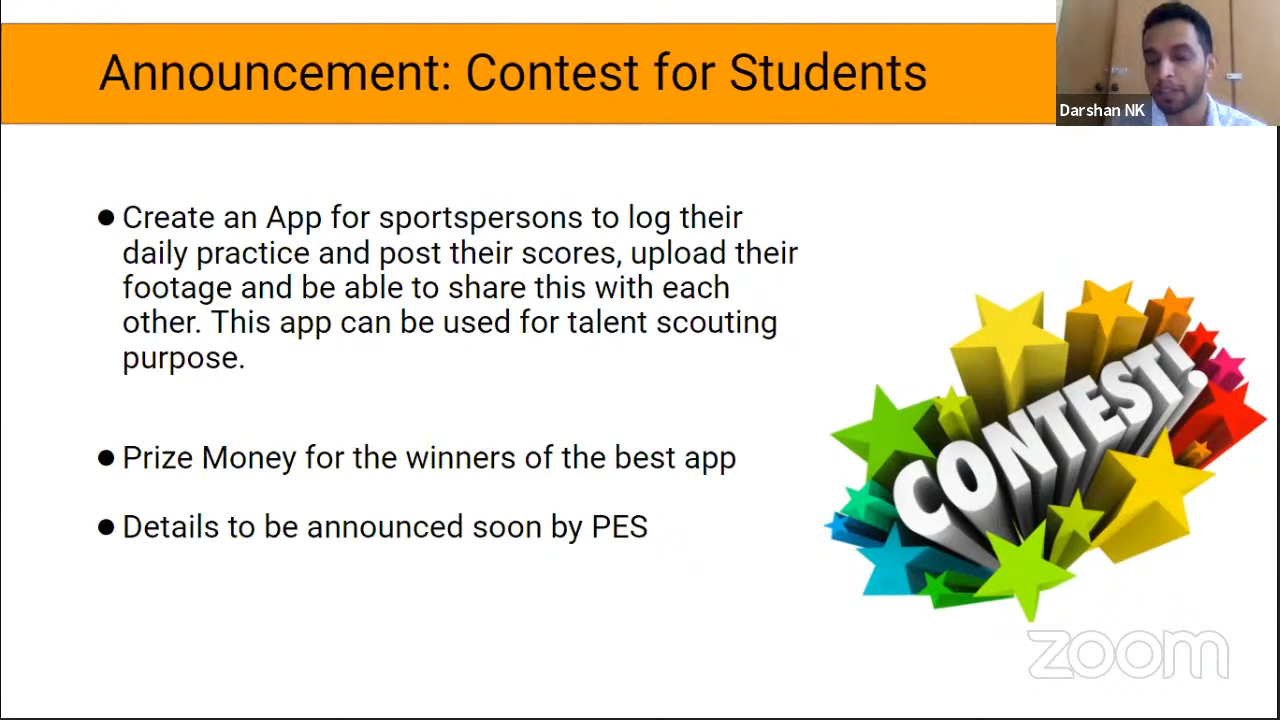 Announcement: Contest for Students
Darshan NK
● Create an App for sportspersons to log their
daily practice and post their scores, upload their
footage and be able to share this with each
other. This app can be used for talent scouting
purpose.
● Prize Money for the winners of the best app
● Details to be announced soon by PES
CONTEST!
zoom